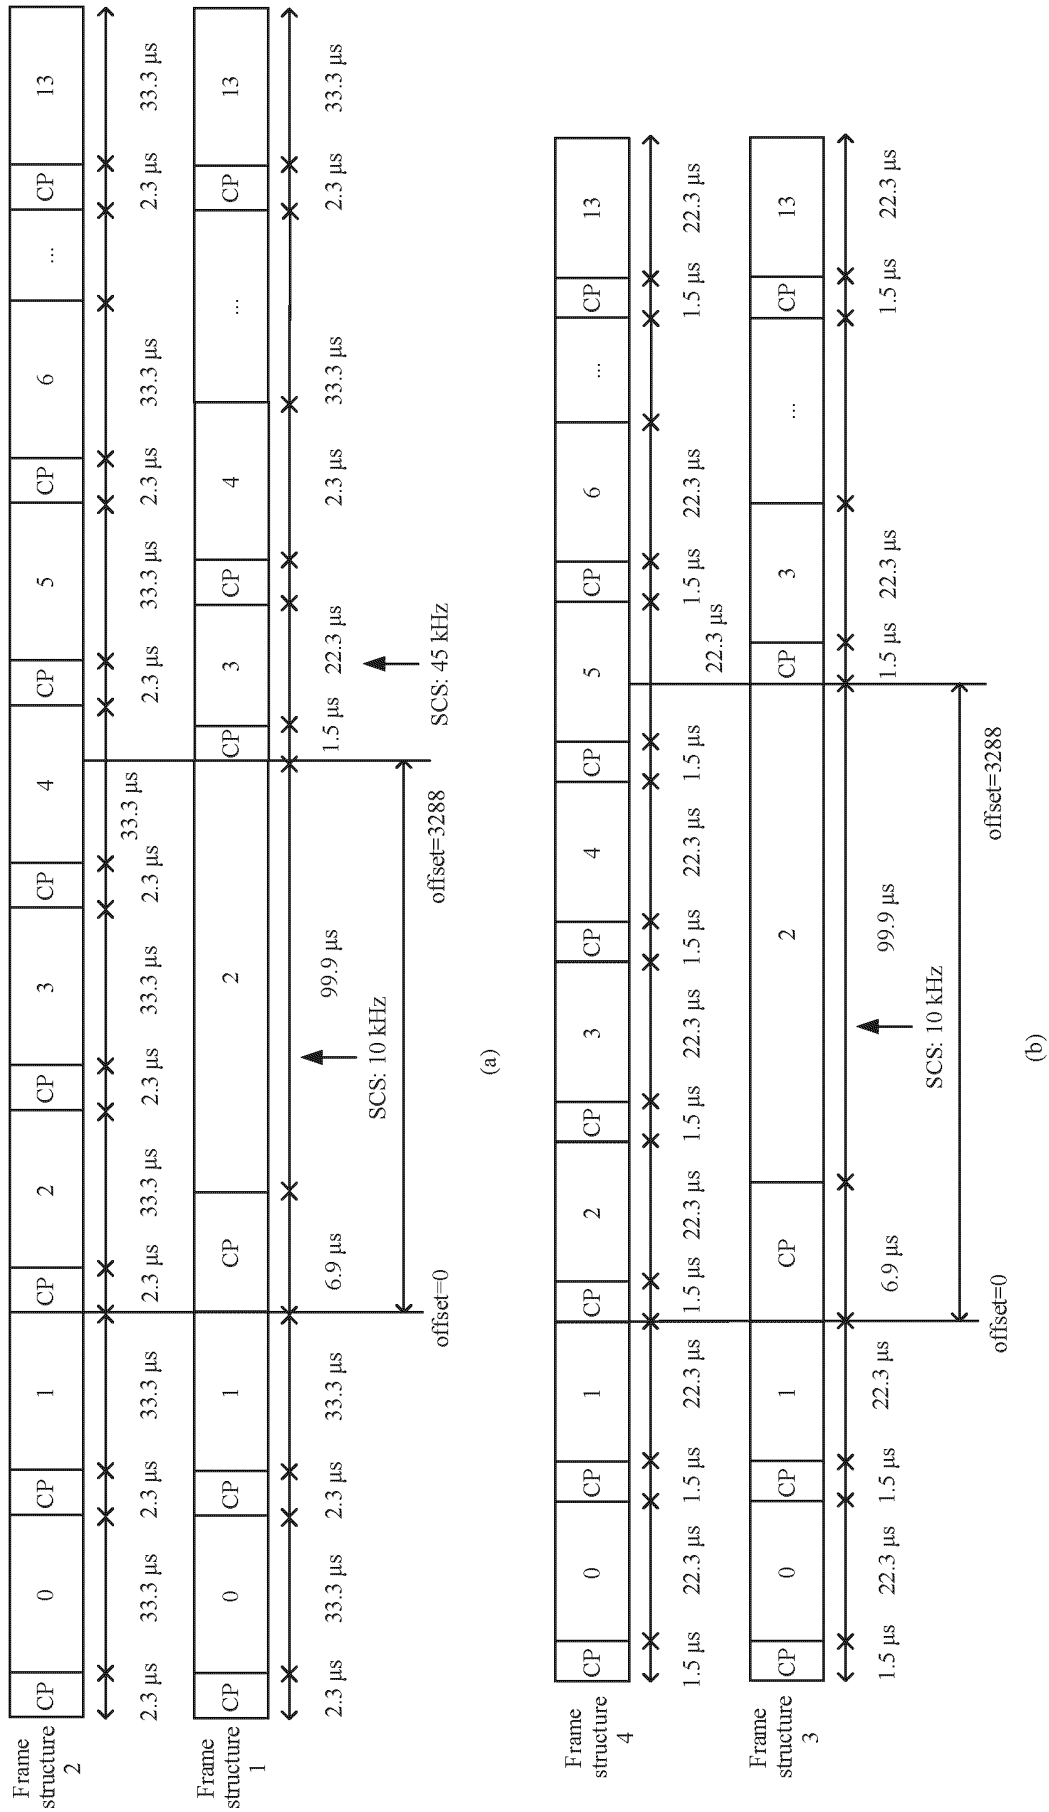 Frame
structure
2
CP 0 CP 1 CP 2 CP 3 CP 4 CP 5 CP 6 ... CP 13
2.3 µs 33.3 µs 2.3 µs 33.3 µs 2.3 µs 33.3 µs 2.3 µs 33.3 µs 2.3 µs 33.3 µs 2.3 µs 33.3 µs 2.3 µs 33.3 µs 2.3 µs 33.3 µs
Frame
structure
1
CP 0 CP 1 CP 2 CP 3 CP 4 ... CP 13
2.3 µs 33.3 µs 2.3 µs 33.3 µs 6.9 µs 99.9 µs 1.5 µs 22.3 µs 2.3 µs 33.3 µs 2.3 µs 33.3 µs
SCS: 10 kHz
SCS: 45 kHz
offset=0
offset=3288
(a)
Frame
structure
4
CP 0 CP 1 CP 2 CP 3 CP 4 CP 5 CP 6 ... CP 13
1.5 µs 22.3 µs 1.5 µs 22.3 µs 1.5 µs 22.3 µs 1.5 µs 22.3 µs 1.5 µs 22.3 µs 1.5 µs 22.3 µs 1.5 µs 22.3 µs 1.5 µs 22.3 µs
Frame
structure
3
CP 0 CP 1 CP 2 CP 3 ... CP 13
1.5 µs 22.3 µs 1.5 µs 22.3 µs 6.9 µs 99.9 µs 1.5 µs 22.3 µs 1.5 µs 22.3 µs
SCS: 10 kHz
offset=0
offset=3288
(b)